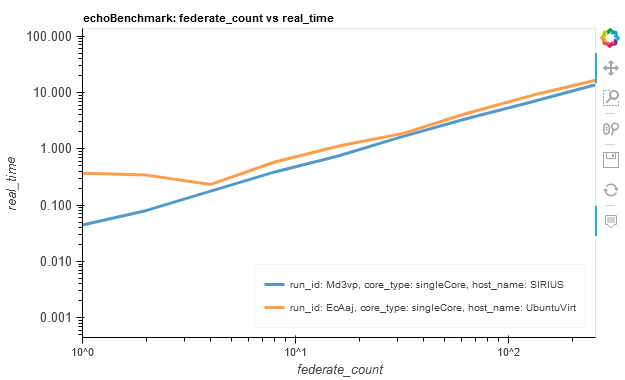 echoBenchmark: federate_count vs real_time
100.000
10.000
1.000
0.100
0.010
0.001
real_time
run_id: Md3vp, core_type: singleCore, host_name: SIRIUS
run_id: EcAaj, core_type: singleCore, host_name: UbuntuVirt
10^0
10^1
10^2
federate_count